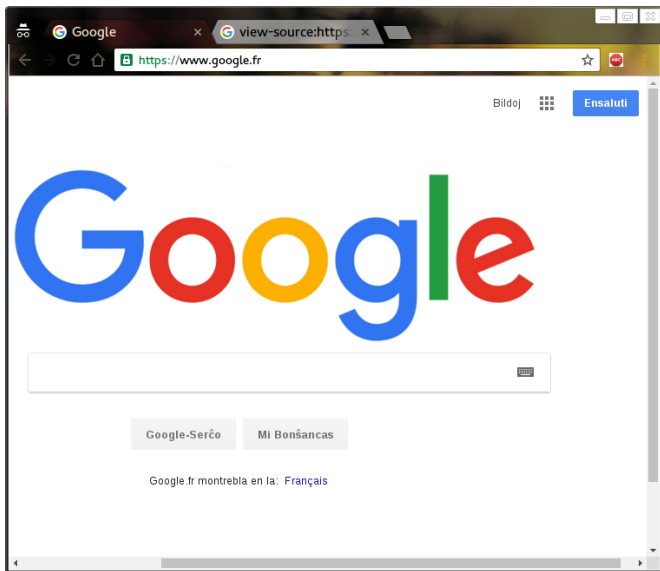 Google
view-source:https:
https://www.google.fr
ABC
Bildoj
Ensaluti
Google
Google-Serĉo
Mi Bonŝancas
Google.fr montrebla en la: Français